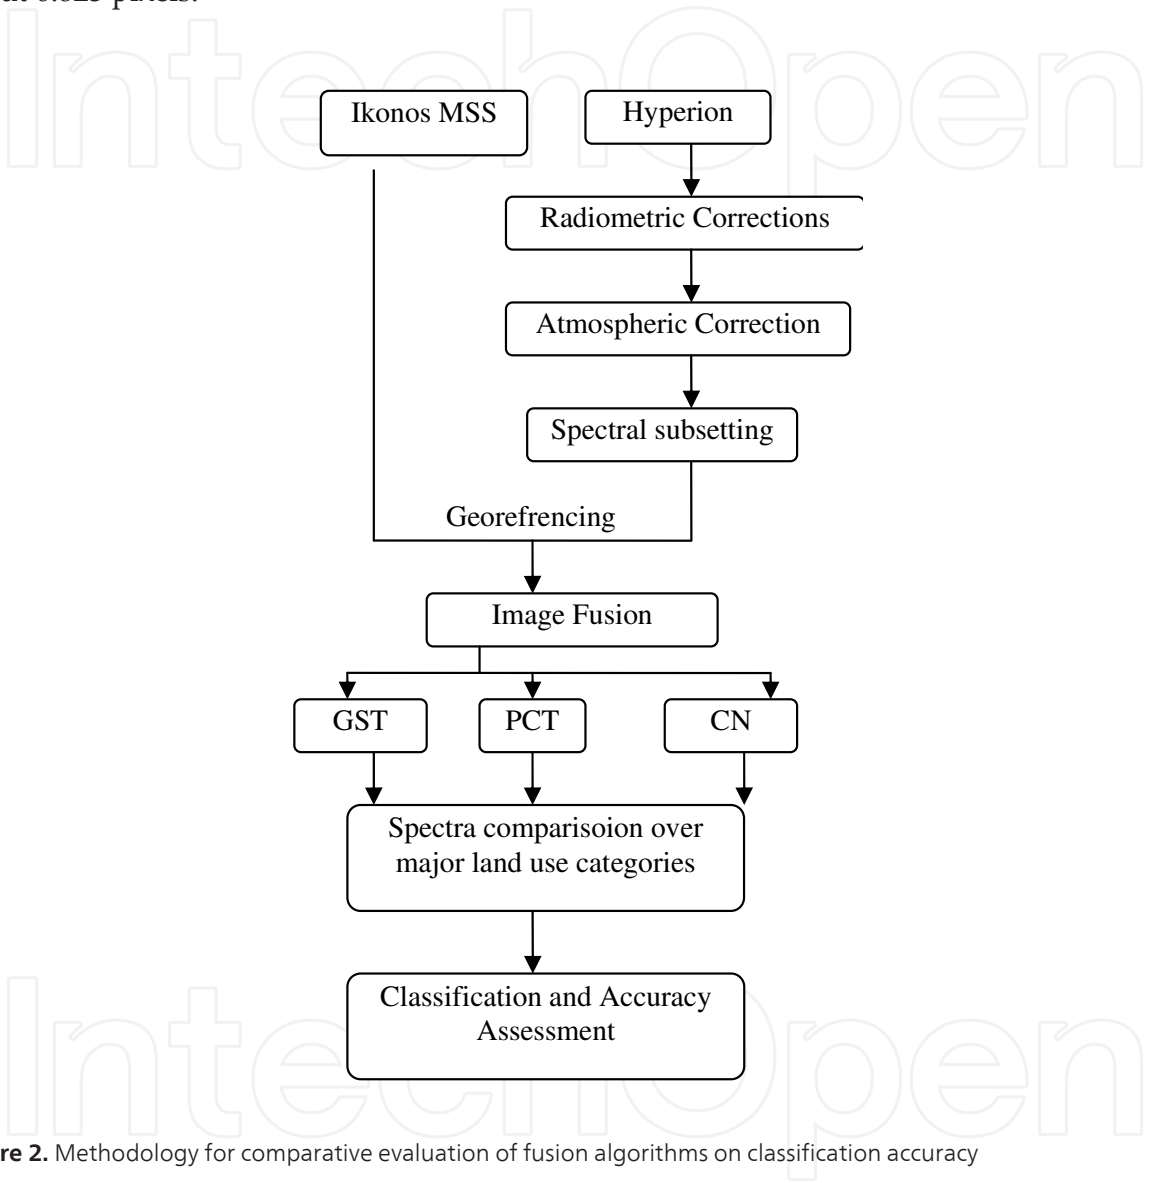 Ikonos MSS
Hyperion
Radiometric Corrections
Atmospheric Correction
Spectral subsetting
Georefrencing
Image Fusion
GST
PCT
CN
Spectra comparisoion over
major land use categories
Classification and Accuracy
Assessment
re 2. Methodology for comparative evaluation of fusion algorithms on classification accuracy
IntechOpen
IntechOpen